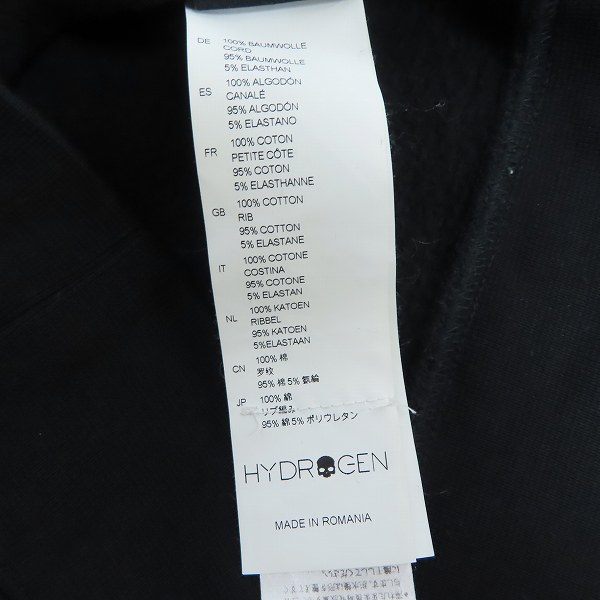 DE 100% BAUMWOLLE
CORD
95% BAUMWOLLE
5% ELASTHAN
ES 100% ALGODÓN
CANALÉ
95% ALGODÓN
5% ELASTANO
FR 100% COTON
PETITE CÔTE
95% COTON
5% ELASTHANNE
GB 100% COTTON
RIB
95% COTTON
5% ELASTANE
IT 100% COTONE
COSTINA
95% COTONE
5% ELASTAN
NL 100% KATOEN
RIBBEL
95% KATOEN
5%ELASTAAN
CN 100% 棉
罗纹
95% 棉 5% 氨纶
JP 100% 綿
リブ編み
95% 綿 5% ポリウレタン
HYDROGEN
MADE IN ROMANIA